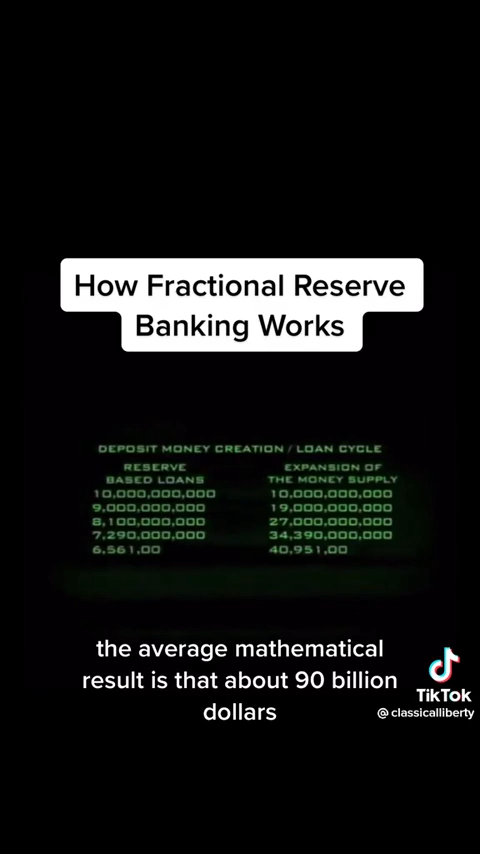 How Fractional Reserve
Banking Works
DEPOSIT MONEY CREATION / LOAN CYCLE
RESERVE
BASED LOANS
EXPANSION OF
THE MONEY SUPPLY
10,000,000,000 10,000,000,000
9,000,000,000 19,000,000,000
8,100,000,000 27,000,000,000
7,290,000,000 34,390,000,000
6,561,00 40,951,00
the average mathematical
result is that about 90 billion
dollars
TikTok
@ classicalliberty